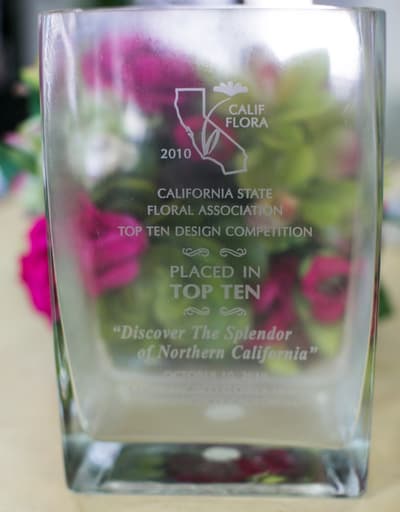 CALIF
FLORA
2010
CALIFORNIA STATE
FLORAL ASSOCIATION
TOP TEN DESIGN COMPETITION
PLACED IN
TOP TEN
“Discover The Splendor
of Northern California”